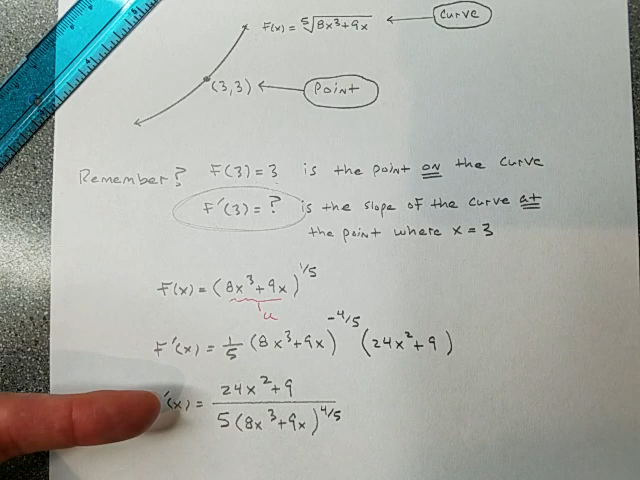 F(x) = ⁵√8x³+9x ← Curve
(3,3) ← Point
Remember? F(3)=3 is the point on the curve
F'(3)=? is the slope of the curve at
the point where x=3
F(x) = (8x³+9x)^1/5
u
F'(x) = 1/5 (8x³+9x)^-4/5 (24x²+9)
'(x) = 24x²+9 / 5(8x³+9x)^4/5